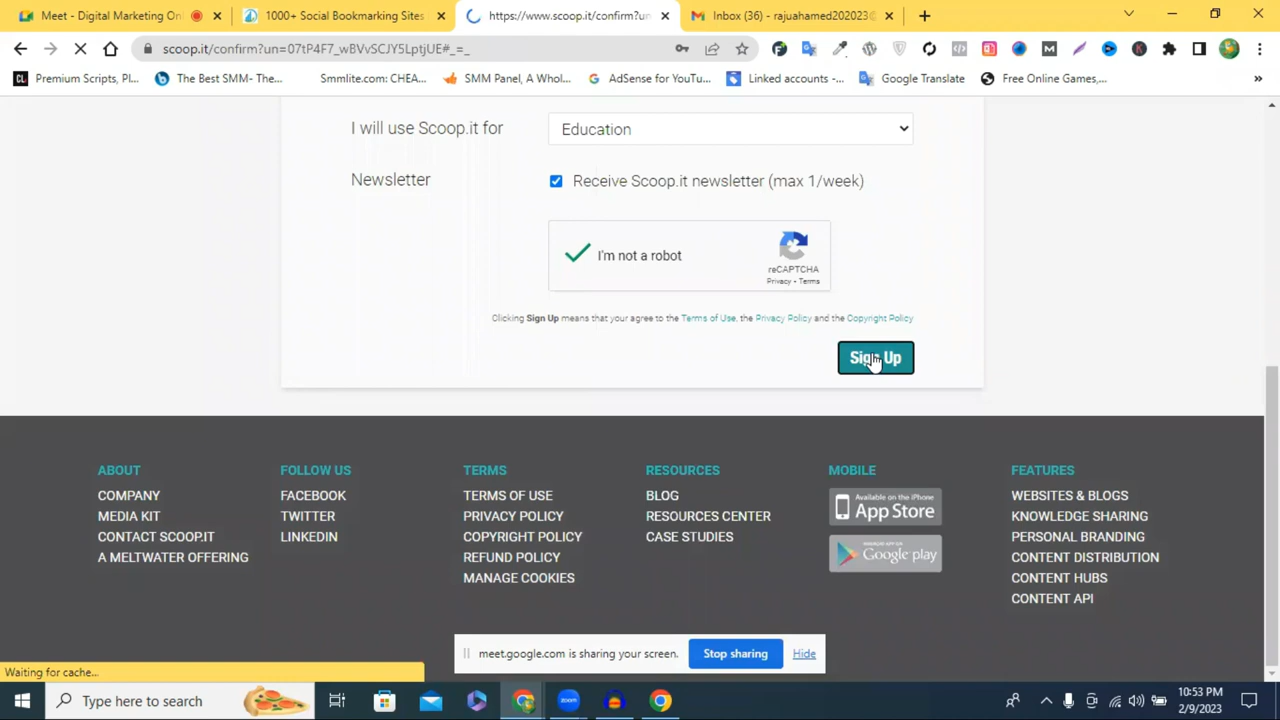 Meet - Digital Marketing On
1000+ Social Bookmarking Sites
https://www.scoop.it/confirm?un=
Inbox (36) - rajuahamed202023@
scoop.it/confirm?un=07tP4F7_wBVvSCJY5LptjUE#_=_
Premium Scripts, Pl...
The Best SMM- The...
Smmlite.com: CHEA...
SMM Panel, A Whol...
AdSense for YouTu...
Linked accounts -...
Google Translate
Free Online Games,...
I will use Scoop.it for
Education
Newsletter
Receive Scoop.it newsletter (max 1/week)
I'm not a robot
reCAPTCHA
Privacy - Terms
Clicking Sign Up means that your agree to the Terms of Use, the Privacy Policy and the Copyright Policy
Sign Up
ABOUT
COMPANY
MEDIA KIT
CONTACT SCOOP.IT
A MELTWATER OFFERING
FOLLOW US
FACEBOOK
TWITTER
LINKEDIN
TERMS
TERMS OF USE
PRIVACY POLICY
COPYRIGHT POLICY
REFUND POLICY
MANAGE COOKIES
RESOURCES
BLOG
RESOURCES CENTER
CASE STUDIES
MOBILE
Available on the iPhone
App Store
Google play
FEATURES
WEBSITES & BLOGS
KNOWLEDGE SHARING
PERSONAL BRANDING
CONTENT DISTRIBUTION
CONTENT HUBS
CONTENT API
meet.google.com is sharing your screen.
Stop sharing
Hide
Waiting for cache...
Type here to search
zoom
10:53 PM
2/9/2023